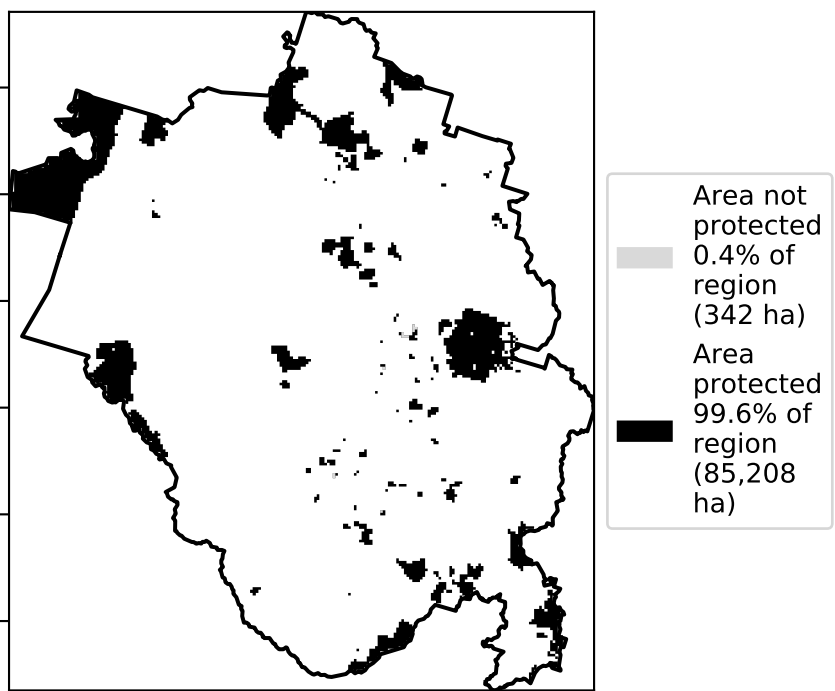 Area not
protected
0.4% of
region
(342 ha)
Area
protected
99.6% of
region
(85,208
ha)